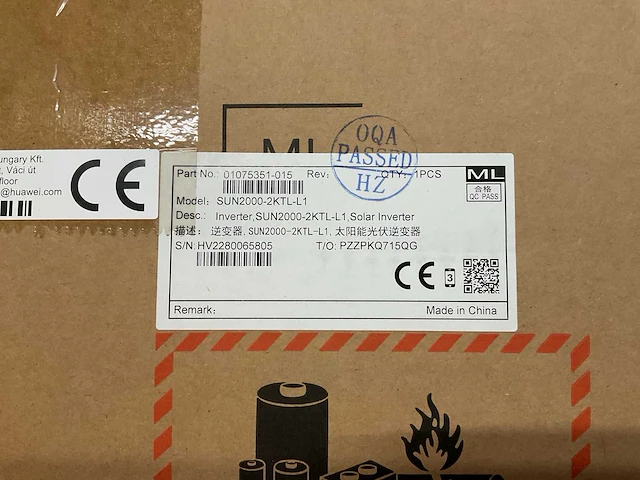 ungary Kft.
, Váci út
floor
@huawei.com
CE
ML
OQA
PASSED
HZ
Part No.: 01075351-015 Rev: QTY: 1PCS
ML
合格
QC PASS
Model: SUN2000-2KTL-L1
Desc.: Inverter,SUN2000-2KTL-L1,Solar Inverter
描述: 逆变器, SUN2000-2KTL-L1, 太阳能光伏逆变器
S/N: HV2280065805 T/O: PZZPKQ715QG
CE
3
Remark:
Made in China